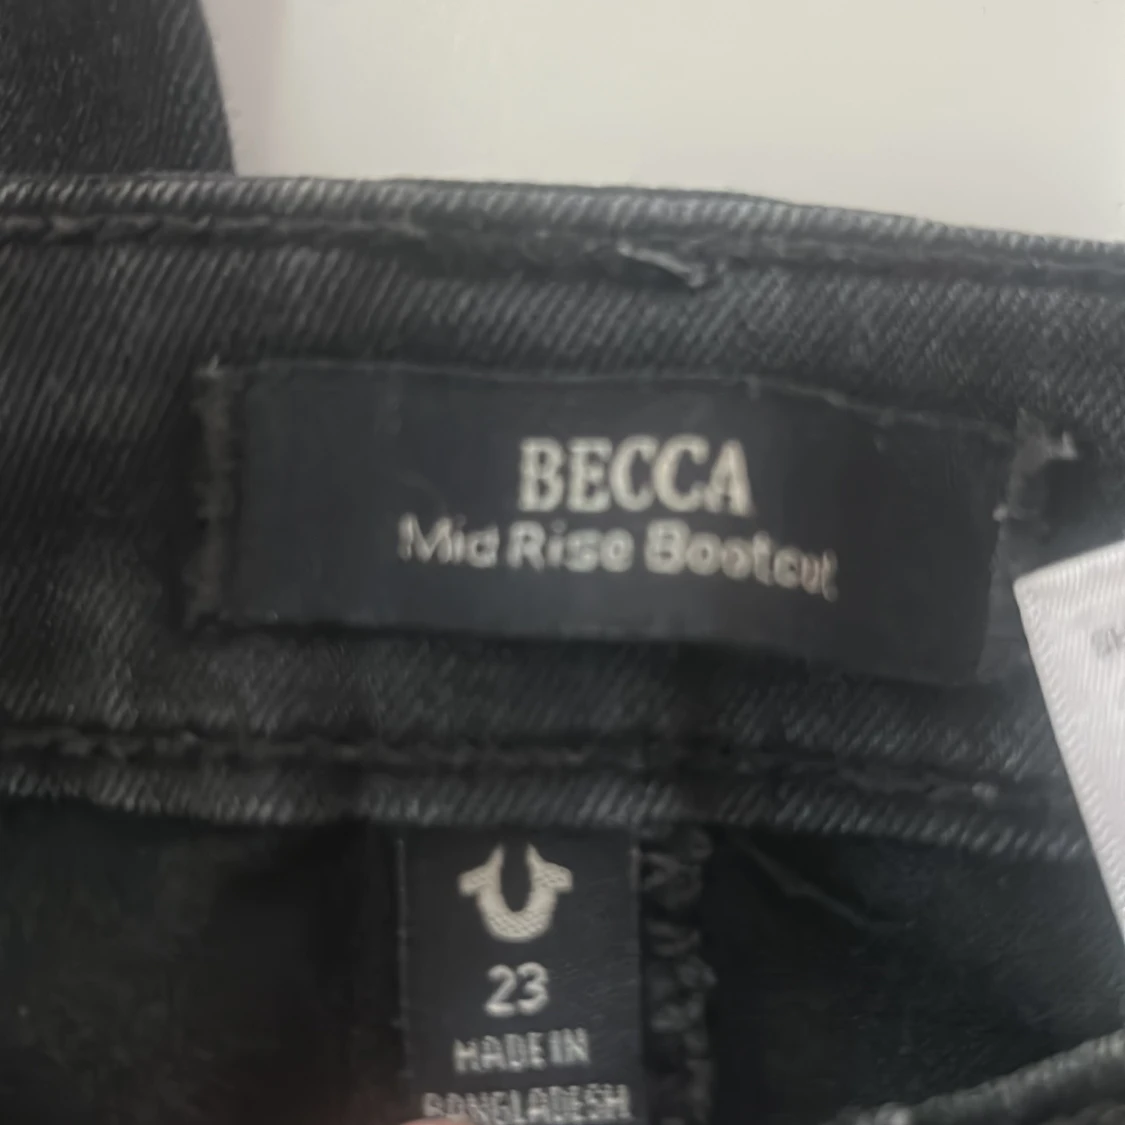 BECCA
Mid Rise Bootcut
23
MADE IN
BANGLADESH